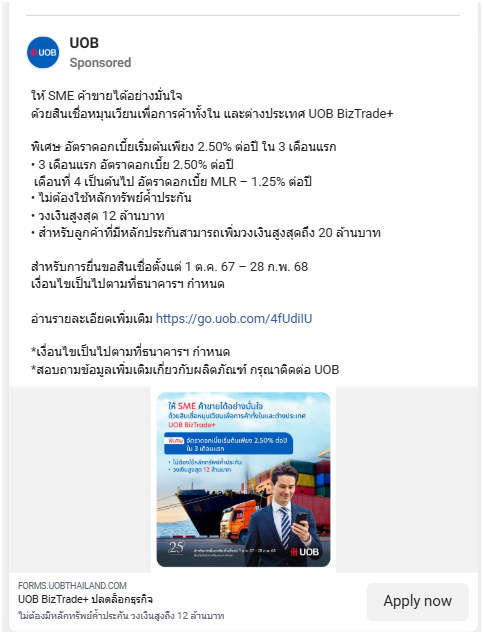 UOB
UOB
Sponsored
ให้ SME ค้าขายได้อย่างมั่นใจ
ด้วยสินเชื่อหมุนเวียนเพื่อการค้าทั้งใน และต่างประเทศ UOB BizTrade+
พิเศษ อัตราดอกเบี้ยเริ่มต้นเพียง 2.50% ต่อปี ใน 3 เดือนแรก
• 3 เดือนแรก อัตราดอกเบี้ย 2.50% ต่อปี
เดือนที่ 4 เป็นต้นไป อัตราดอกเบี้ย MLR – 1.25% ต่อปี
• ไม่ต้องใช้หลักทรัพย์ค้ำประกัน
• วงเงินสูงสุด 12 ล้านบาท
• สำหรับลูกค้าที่มีหลักประกันสามารถเพิ่มวงเงินสูงสุดถึง 20 ล้านบาท
สำหรับการยื่นขอสินเชื่อตั้งแต่ 1 ต.ค. 67 – 28 ก.พ. 68
เงื่อนไขเป็นไปตามที่ธนาคารฯ กำหนด
อ่านรายละเอียดเพิ่มเติม https://go.uob.com/4fUdiIU
*เงื่อนไขเป็นไปตามที่ธนาคารฯ กำหนด
*สอบถามข้อมูลเพิ่มเติมเกี่ยวกับผลิตภัณฑ์ กรุณาติดต่อ UOB
ให้ SME ค้าขายได้อย่างมั่นใจ
ด้วยสินเชื่อหมุนเวียนเพื่อการค้าทั้งในและต่างประเทศ
UOB BizTrade+
พิเศษ อัตราดอกเบี้ยเริ่มต้นเพียง 2.50% ต่อปี
ใน 3 เดือนแรก
• ไม่ต้องใช้หลักทรัพย์ค้ำประกัน
• วงเงินสูงสุด 12 ล้านบาท
25
UOB
FORMS.UOBTHAILAND.COM
UOB BizTrade+ ปลดล็อกธุรกิจ
ไม่ต้องมีหลักทรัพย์ค้ำประกัน วงเงินสูงถึง 12 ล้านบาท
Apply now